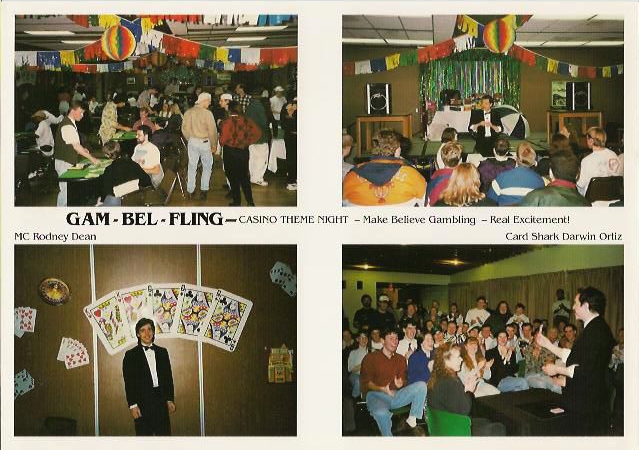 GAM - BEL - FLING — CASINO THEME NIGHT – Make Believe Gambling – Real Excitement!
MC Rodney Dean
Card Shark Darwin Ortiz